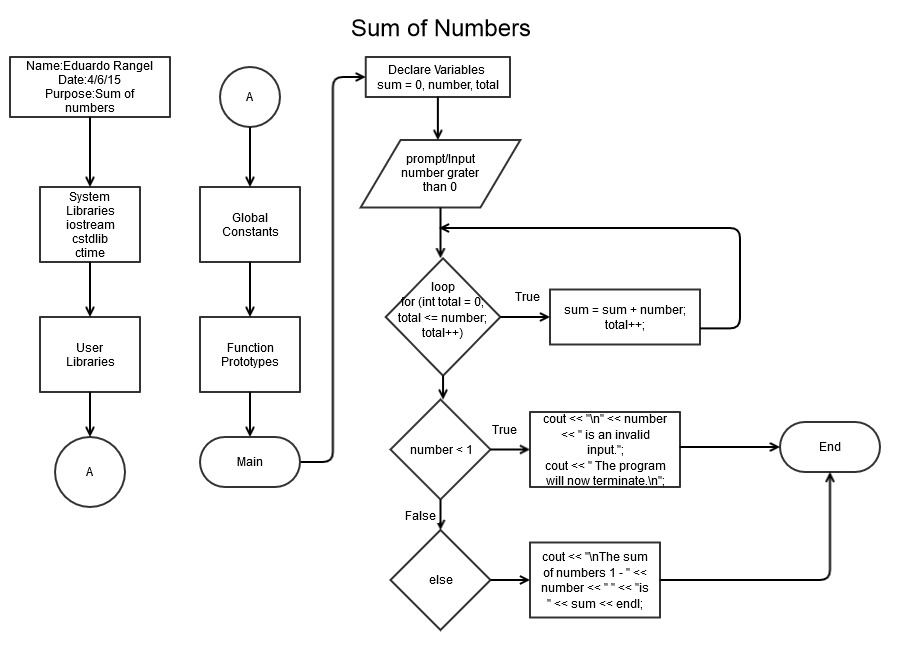 Sum of Numbers
Name:Eduardo Rangel
Date:4/6/15
Purpose:Sum of
numbers
System
Libraries
iostream
cstdlib
ctime
User
Libraries
A
A
Global
Constants
Function
Prototypes
Main
Declare Variables
sum = 0, number, total
prompt/Input
number grater
than 0
loop
for (int total = 0;
total <= number;
total++)
True
sum = sum + number;
total++;
number < 1
True
cout << "\n" << number
<< " is an invalid
input.";
cout << " The program
will now terminate.\n";
End
False
else
cout << "\nThe sum
of numbers 1 - " <<
number << " " << "is
" << sum << endl;